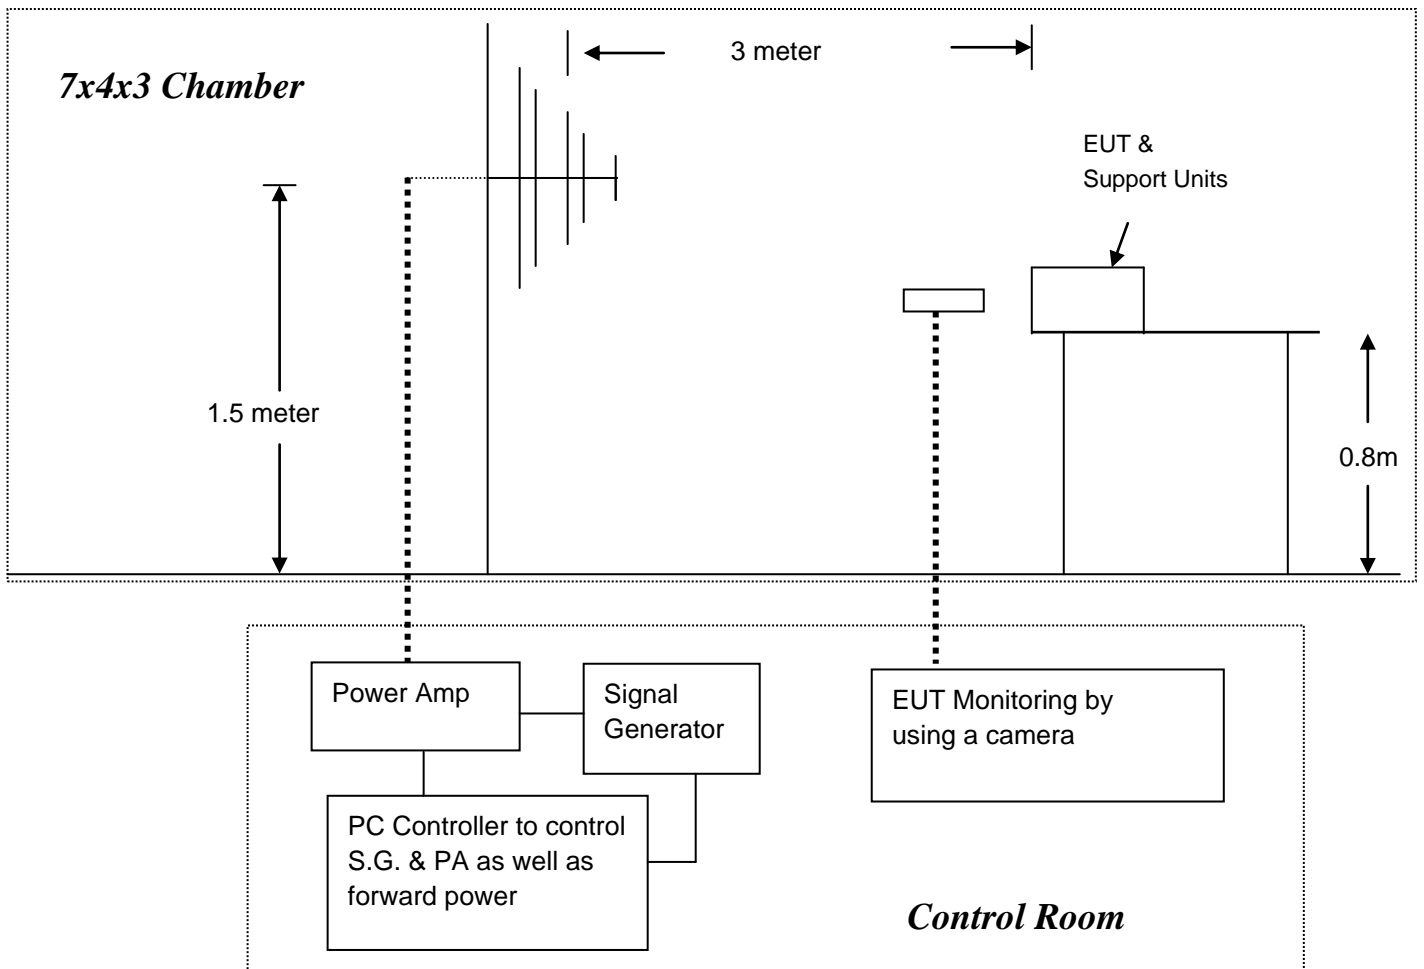 3 meter
7x4x3 Chamber
EUT &
Support Units
1.5 meter
0.8m
Power Amp
Signal
Generator
EUT Monitoring by
using a camera
PC Controller to control
S.G. & PA as well as
forward power
Control Room